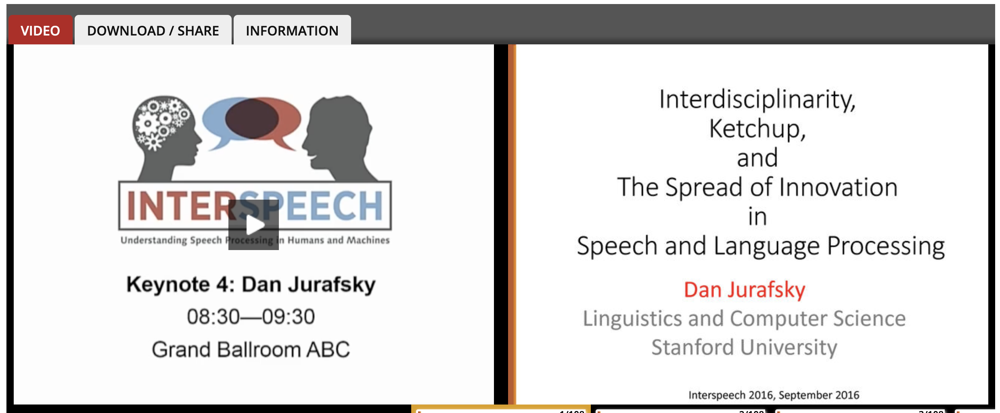 VIDEO
DOWNLOAD / SHARE
INFORMATION
INTERSPEECH
Understanding Speech Processing in Humans and Machines
Keynote 4: Dan Jurafsky
08:30—09:30
Grand Ballroom ABC
Interdisciplinarity,
Ketchup,
and
The Spread of Innovation
in
Speech and Language Processing
Dan Jurafsky
Linguistics and Computer Science
Stanford University
Interspeech 2016, September 2016